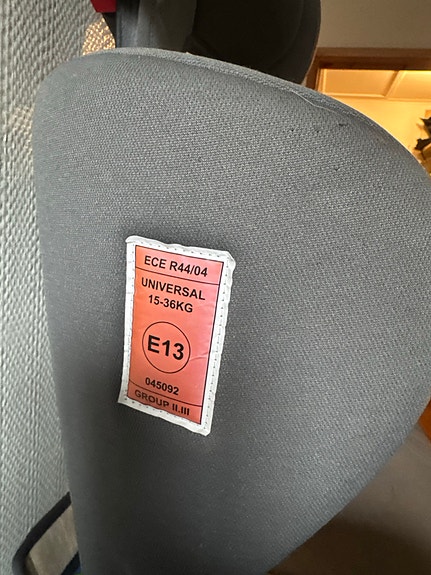 ECE R44/04
UNIVERSAL
15-36KG
E13
045092
GROUP II.III